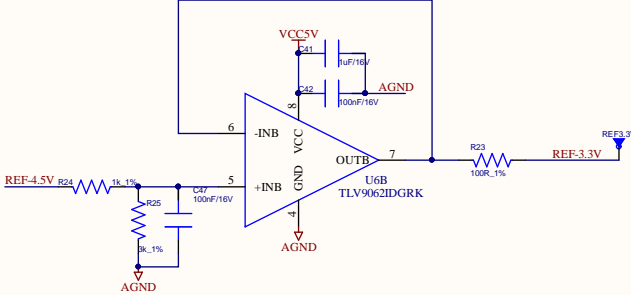 VCC5V
C41
1uF/16V
C42
100nF/16V
AGND
8
6
-INB
VCC
OUTB
7
R23
100R_1%
REF-3.3V
REF3.3V
REF-4.5V
R24
1k_1%
5
+INB
GND
4
U6B
TLV9062IDGRK
C47
100nF/16V
R25
3k_1%
AGND
AGND